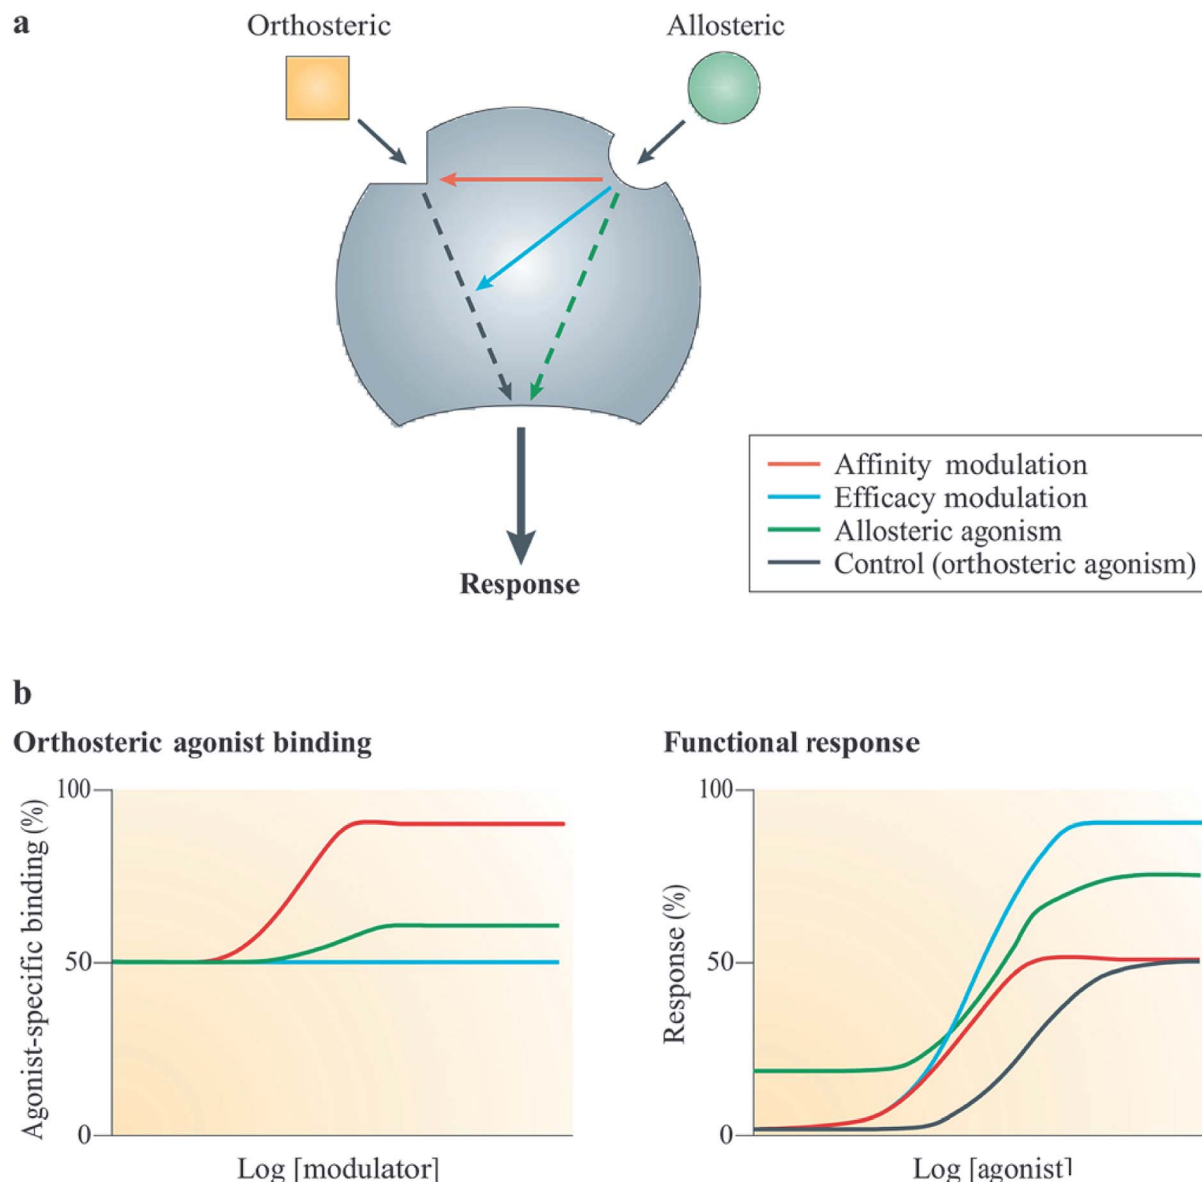 a
Orthosteric
Allosteric
Affinity modulation
Efficacy modulation
Allosteric agonism
Control (orthosteric agonism)
Response
b
Orthosteric agonist binding
Functional response
100
50
0
Agonist-specific binding (%)
Log [modulator]
100
50
0
Response (%)
Log [agonist]